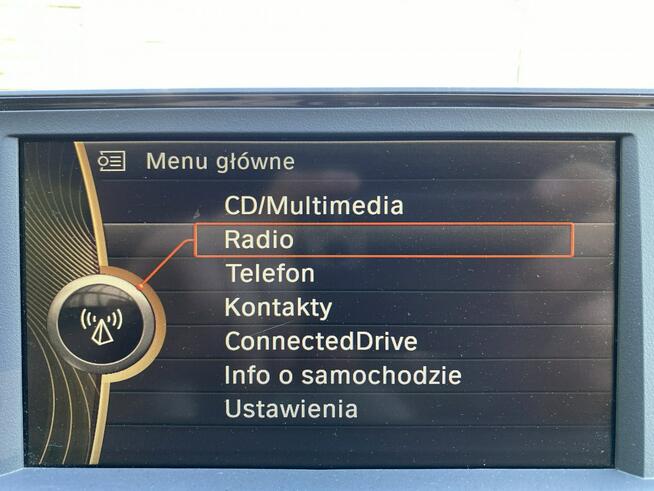 Menu główne
CD/Multimedia
Radio
Telefon
Kontakty
ConnectedDrive
Info o samochodzie
Ustawienia